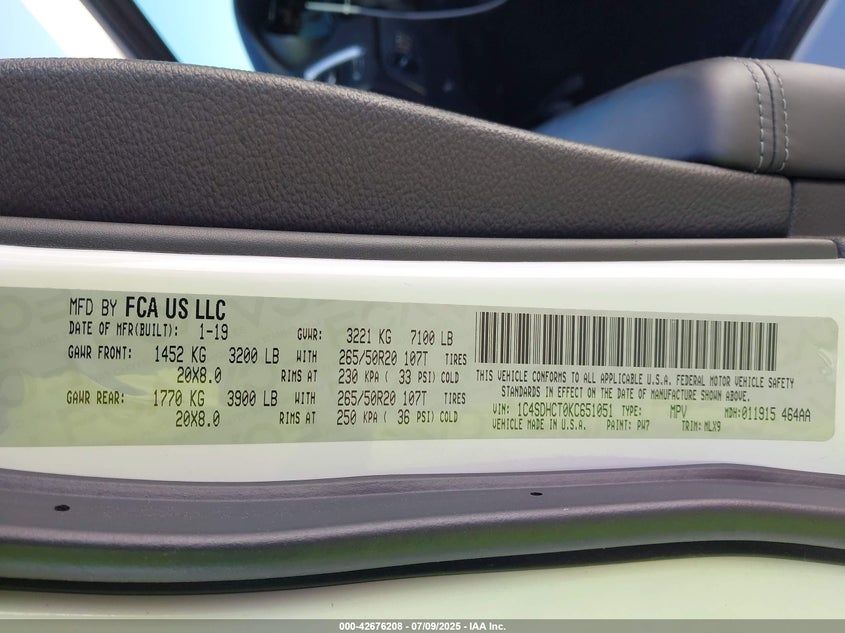 MFD BY FCA US LLC
DATE OF MFR(BUILT): 1-19 GVWR: 3221 KG 7100 LB
GAWR FRONT: 1452 KG 3200 LB WITH 265/50R20 107T TIRES
20X8.0 RIMS AT 230 KPA ( 33 PSI) COLD
GAWR REAR: 1770 KG 3900 LB WITH 265/50R20 107T TIRES
20X8.0 RIMS AT 250 KPA ( 36 PSI) COLD
THIS VEHICLE CONFORMS TO ALL APPLICABLE U.S.A. FEDERAL MOTOR VEHICLE SAFETY
STANDARDS IN EFFECT ON THE DATE OF MANUFACTURE SHOWN ABOVE.
VIN: 1C4SDHCT0KC651051 TYPE: MPV MDH:011915 464AA
VEHICLE MADE IN U.S.A. PAINT: PW7 TRIM: MLX9
000-42676208 - 07/09/2025 - IAA Inc.